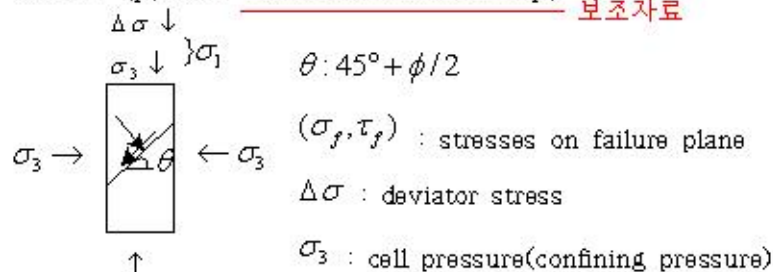 보조자료
Δσ ↓
σ₃ ↓ }σ₁
θ : 45° + ϕ/2
(σ_f, τ_f) : stresses on failure plane
σ₃ → θ ← σ₃
Δσ : deviator stress
σ₃ : cell pressure(confining pressure)
↑